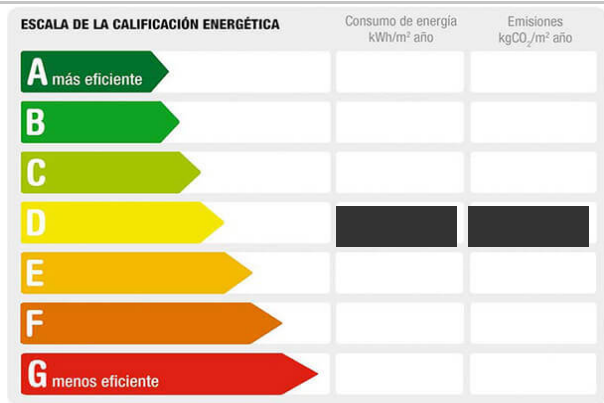 ESCALA DE LA CALIFICACIÓN ENERGÉTICA
Consumo de energía
kWh/m² año
Emisiones
kgCO₂/m² año
A más eficiente
B
C
D
E
F
G menos eficiente